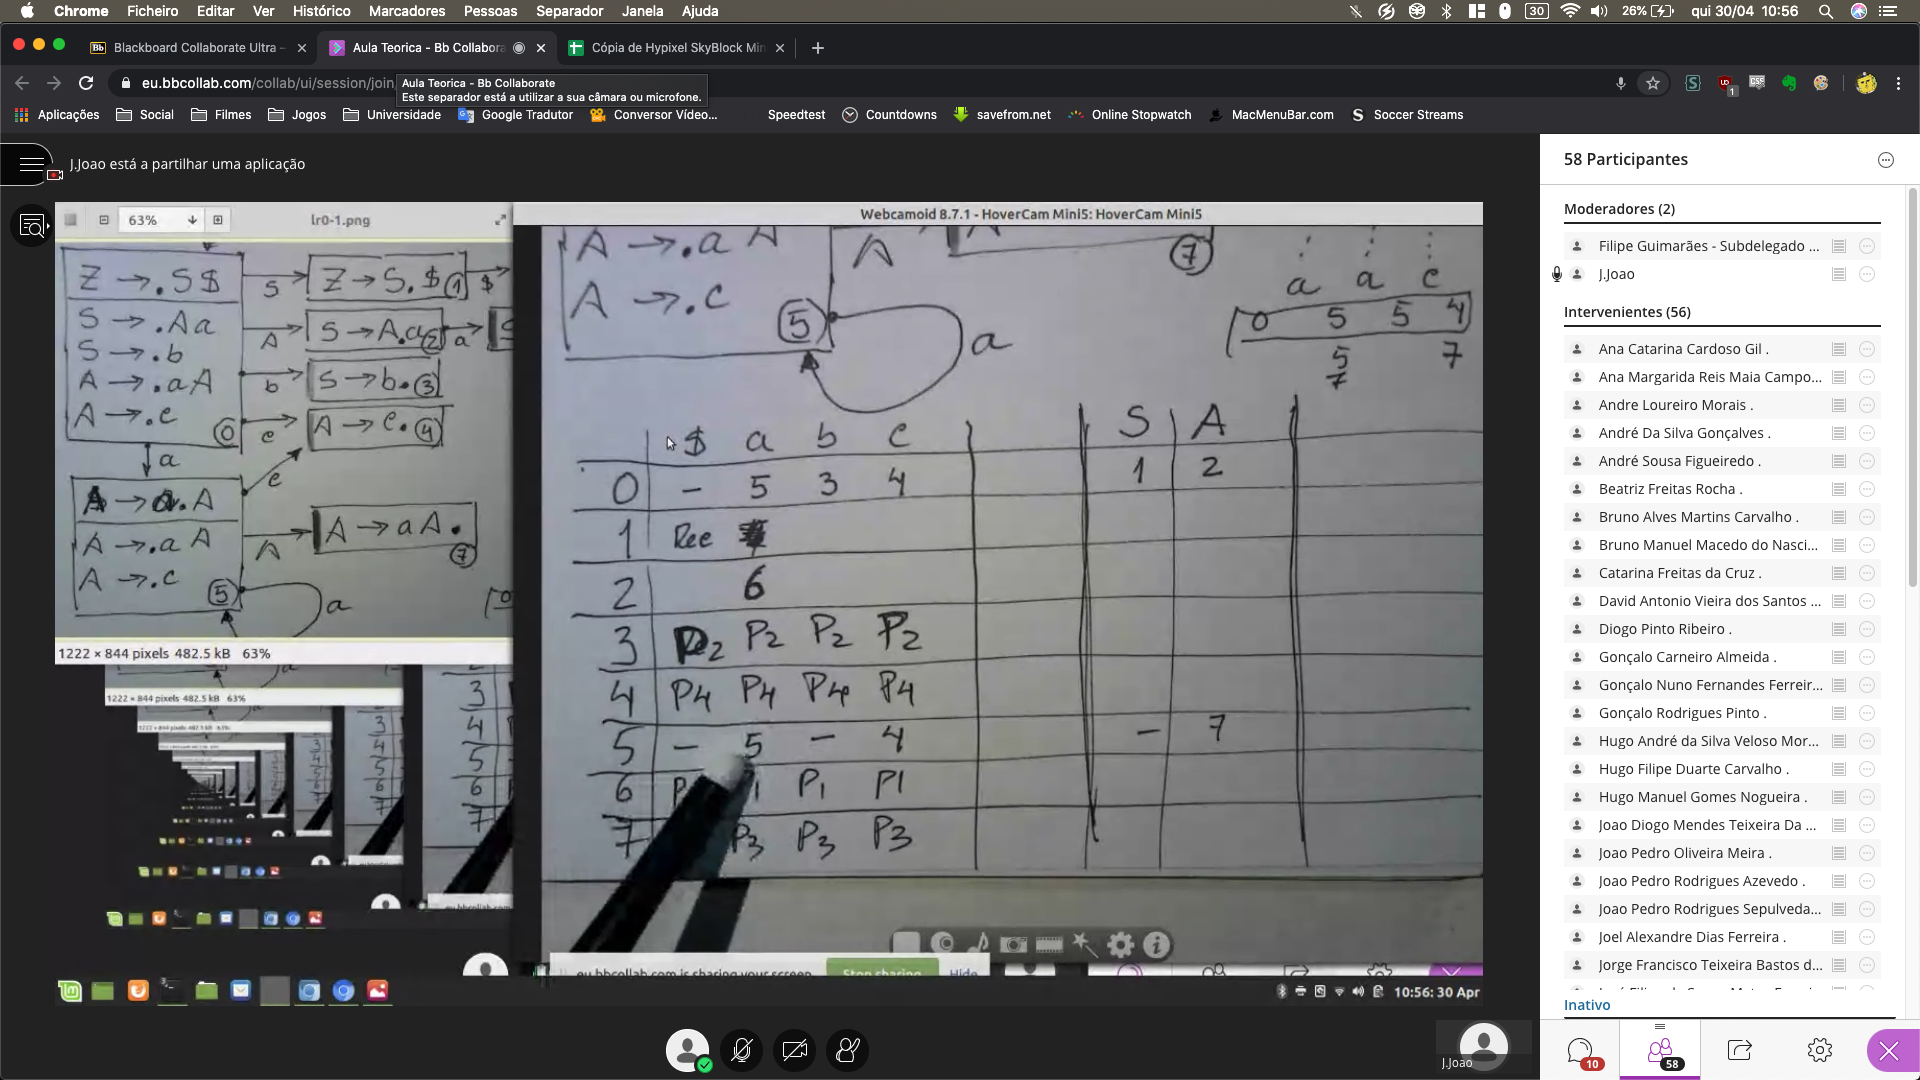 Chrome Ficheiro Editar Ver Histórico Marcadores Pessoas Separador Janela Ajuda
30 26% qui 30/04 10:56
Bb Blackboard Collaborate Ultra –
Aula Teorica - Bb Collabora
Cópia de Hypixel SkyBlock Min
eu.bbcollab.com/collab/ui/session/join
Aula Teorica - Bb Collaborate
Este separador está a utilizar a sua câmara ou microfone.
Aplicações Social Filmes Jogos Universidade Google Tradutor Conversor Vídeo... Speedtest Countdowns savefrom.net Online Stopwatch MacMenuBar.com Soccer Streams
J.Joao está a partilhar uma aplicação
63% lr0-1.png
Z → .S$
S
Z → S.$ 1 $
S → .Aa
A
S → A.a 2 a
S → .b
b
S → b. 3
A → .aA
A → .c
0
c
A → c. 4
a
c
A → a.A
A → .a A
A
A → aA. 7
A → .c
5
a
1222 × 844 pixels 482.5 kB 63%
1222 × 844 pixels 482.5 kB 63%
Webcamoid 8.7.1 - HoverCam Mini5: HoverCam Mini5
A → .a A
A
7
A → .c
5
a
a a c
0 5 5 4
5 7
7
$ a b c S A
0 - 5 3 4 1 2
1 Rec
2 6
3 P2 P2 P2 P2
4 P4 P4 P4 P4
5 - 5 - 4 - 7
6 P 1 P1 P1
7 P3 P3 P3
eu.bbcollab.com is sharing your screen Stop sharing Hide
10:56: 30 Apr
J.Joao
58 Participantes
Moderadores (2)
Filipe Guimarães - Subdelegado ...
J.Joao
Intervenientes (56)
Ana Catarina Cardoso Gil .
Ana Margarida Reis Maia Campo...
Andre Loureiro Morais .
André Da Silva Gonçalves .
André Sousa Figueiredo .
Beatriz Freitas Rocha .
Bruno Alves Martins Carvalho .
Bruno Manuel Macedo do Nasci...
Catarina Freitas da Cruz .
David Antonio Vieira dos Santos ...
Diogo Pinto Ribeiro .
Gonçalo Carneiro Almeida .
Gonçalo Nuno Fernandes Ferreir...
Gonçalo Rodrigues Pinto .
Hugo André da Silva Veloso Mor...
Hugo Filipe Duarte Carvalho .
Hugo Manuel Gomes Nogueira .
Joao Diogo Mendes Teixeira Da ...
Joao Pedro Oliveira Meira .
Joao Pedro Rodrigues Azevedo .
Joao Pedro Rodrigues Sepulveda...
Joel Alexandre Dias Ferreira .
Jorge Francisco Teixeira Bastos d...
Inativo
10 58